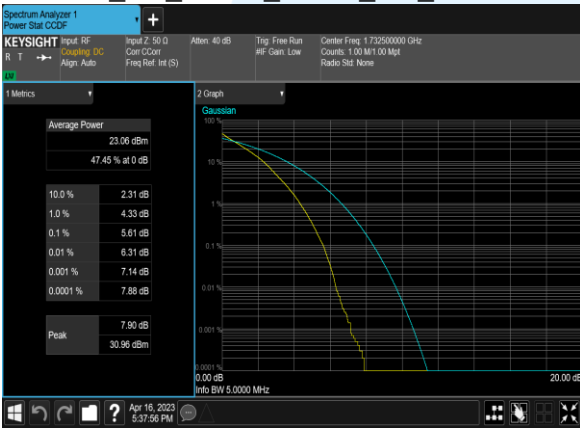 Spectrum Analyzer 1
Power Stat CCDF
+
KEYSIGHT
R T
LXI
Input: RF
Coupling: DC
Align: Auto
Input Z: 50 Ω
Corr CCorr
Freq Ref: Int (S)
Atten: 40 dB
Trig: Free Run
#IF Gain: Low
Center Freq: 1.732500000 GHz
Counts: 1.00 M/1.00 Mpt
Radio Std: None
1 Metrics
Average Power
23.06 dBm
47.45 % at 0 dB
10.0 % 2.31 dB
1.0 % 4.33 dB
0.1 % 5.61 dB
0.01 % 6.31 dB
0.001 % 7.14 dB
0.0001 % 7.88 dB
Peak
7.90 dB
30.96 dBm
2 Graph
Gaussian
100 %
10 %
1 %
0.1 %
0.01 %
0.001 %
0.0001 %
0.00 dB 20.00 dB
Info BW 5.0000 MHz
?
Apr 16, 2023
5:37:56 PM